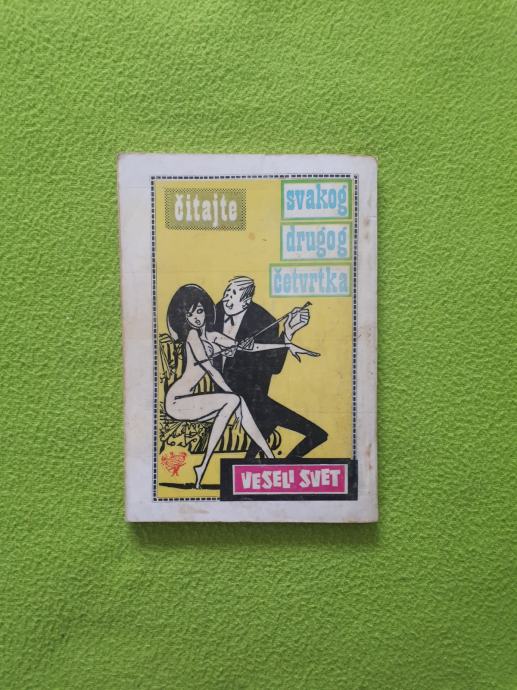 čitajte
svakog
drugog
četvrtka
VESELI SVET